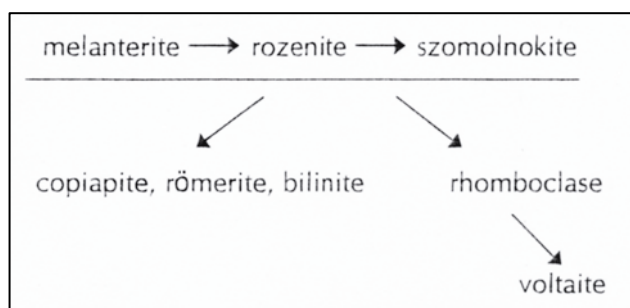 melanterite → rozenite → szomolnokite
copiapite, römerite, bilinite rhomboclase
voltaite